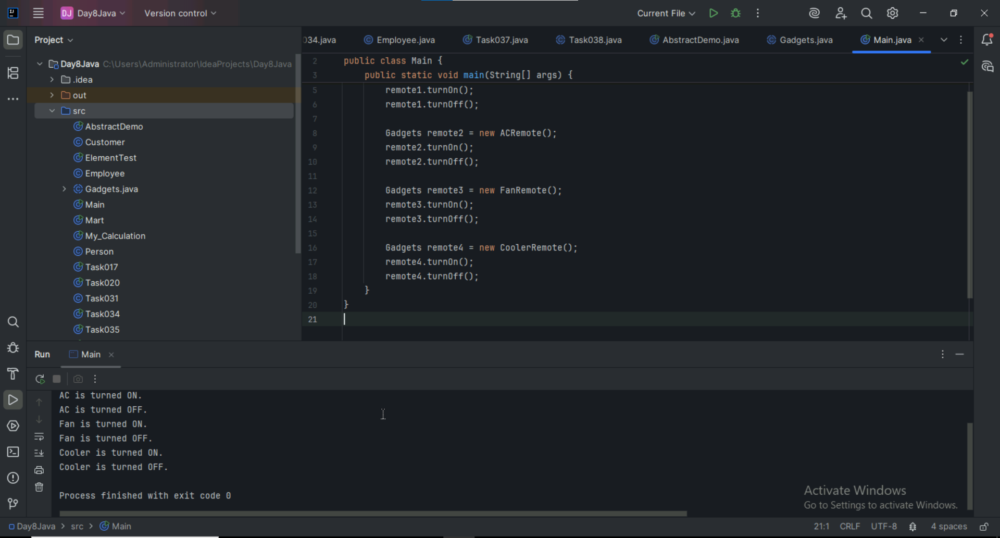 DJ Day8Java Version control Current File
Project
034.java Employee.java Task037.java Task038.java AbstractDemo.java Gadgets.java Main.java
Day8Java C:\Users\Administrator\IdeaProjects\Day8Java
.idea
out
src
AbstractDemo
Customer
ElementTest
Employee
Gadgets.java
Main
Mart
My_Calculation
Person
Task017
Task020
Task031
Task034
Task035
2 public class Main {
3 public static void main(String[] args) {
5 remote1.turnOn();
6 remote1.turnOff();
7
8 Gadgets remote2 = new ACRemote();
9 remote2.turnOn();
10 remote2.turnOff();
11
12 Gadgets remote3 = new FanRemote();
13 remote3.turnOn();
14 remote3.turnOff();
15
16 Gadgets remote4 = new CoolerRemote();
17 remote4.turnOn();
18 remote4.turnOff();
19 }
20 }
21
Run Main
AC is turned ON.
AC is turned OFF.
Fan is turned ON.
Fan is turned OFF.
Cooler is turned ON.
Cooler is turned OFF.
Process finished with exit code 0
Activate Windows
Go to Settings to activate Windows.
Day8Java > src > Main 21:1 CRLF UTF-8 4 spaces